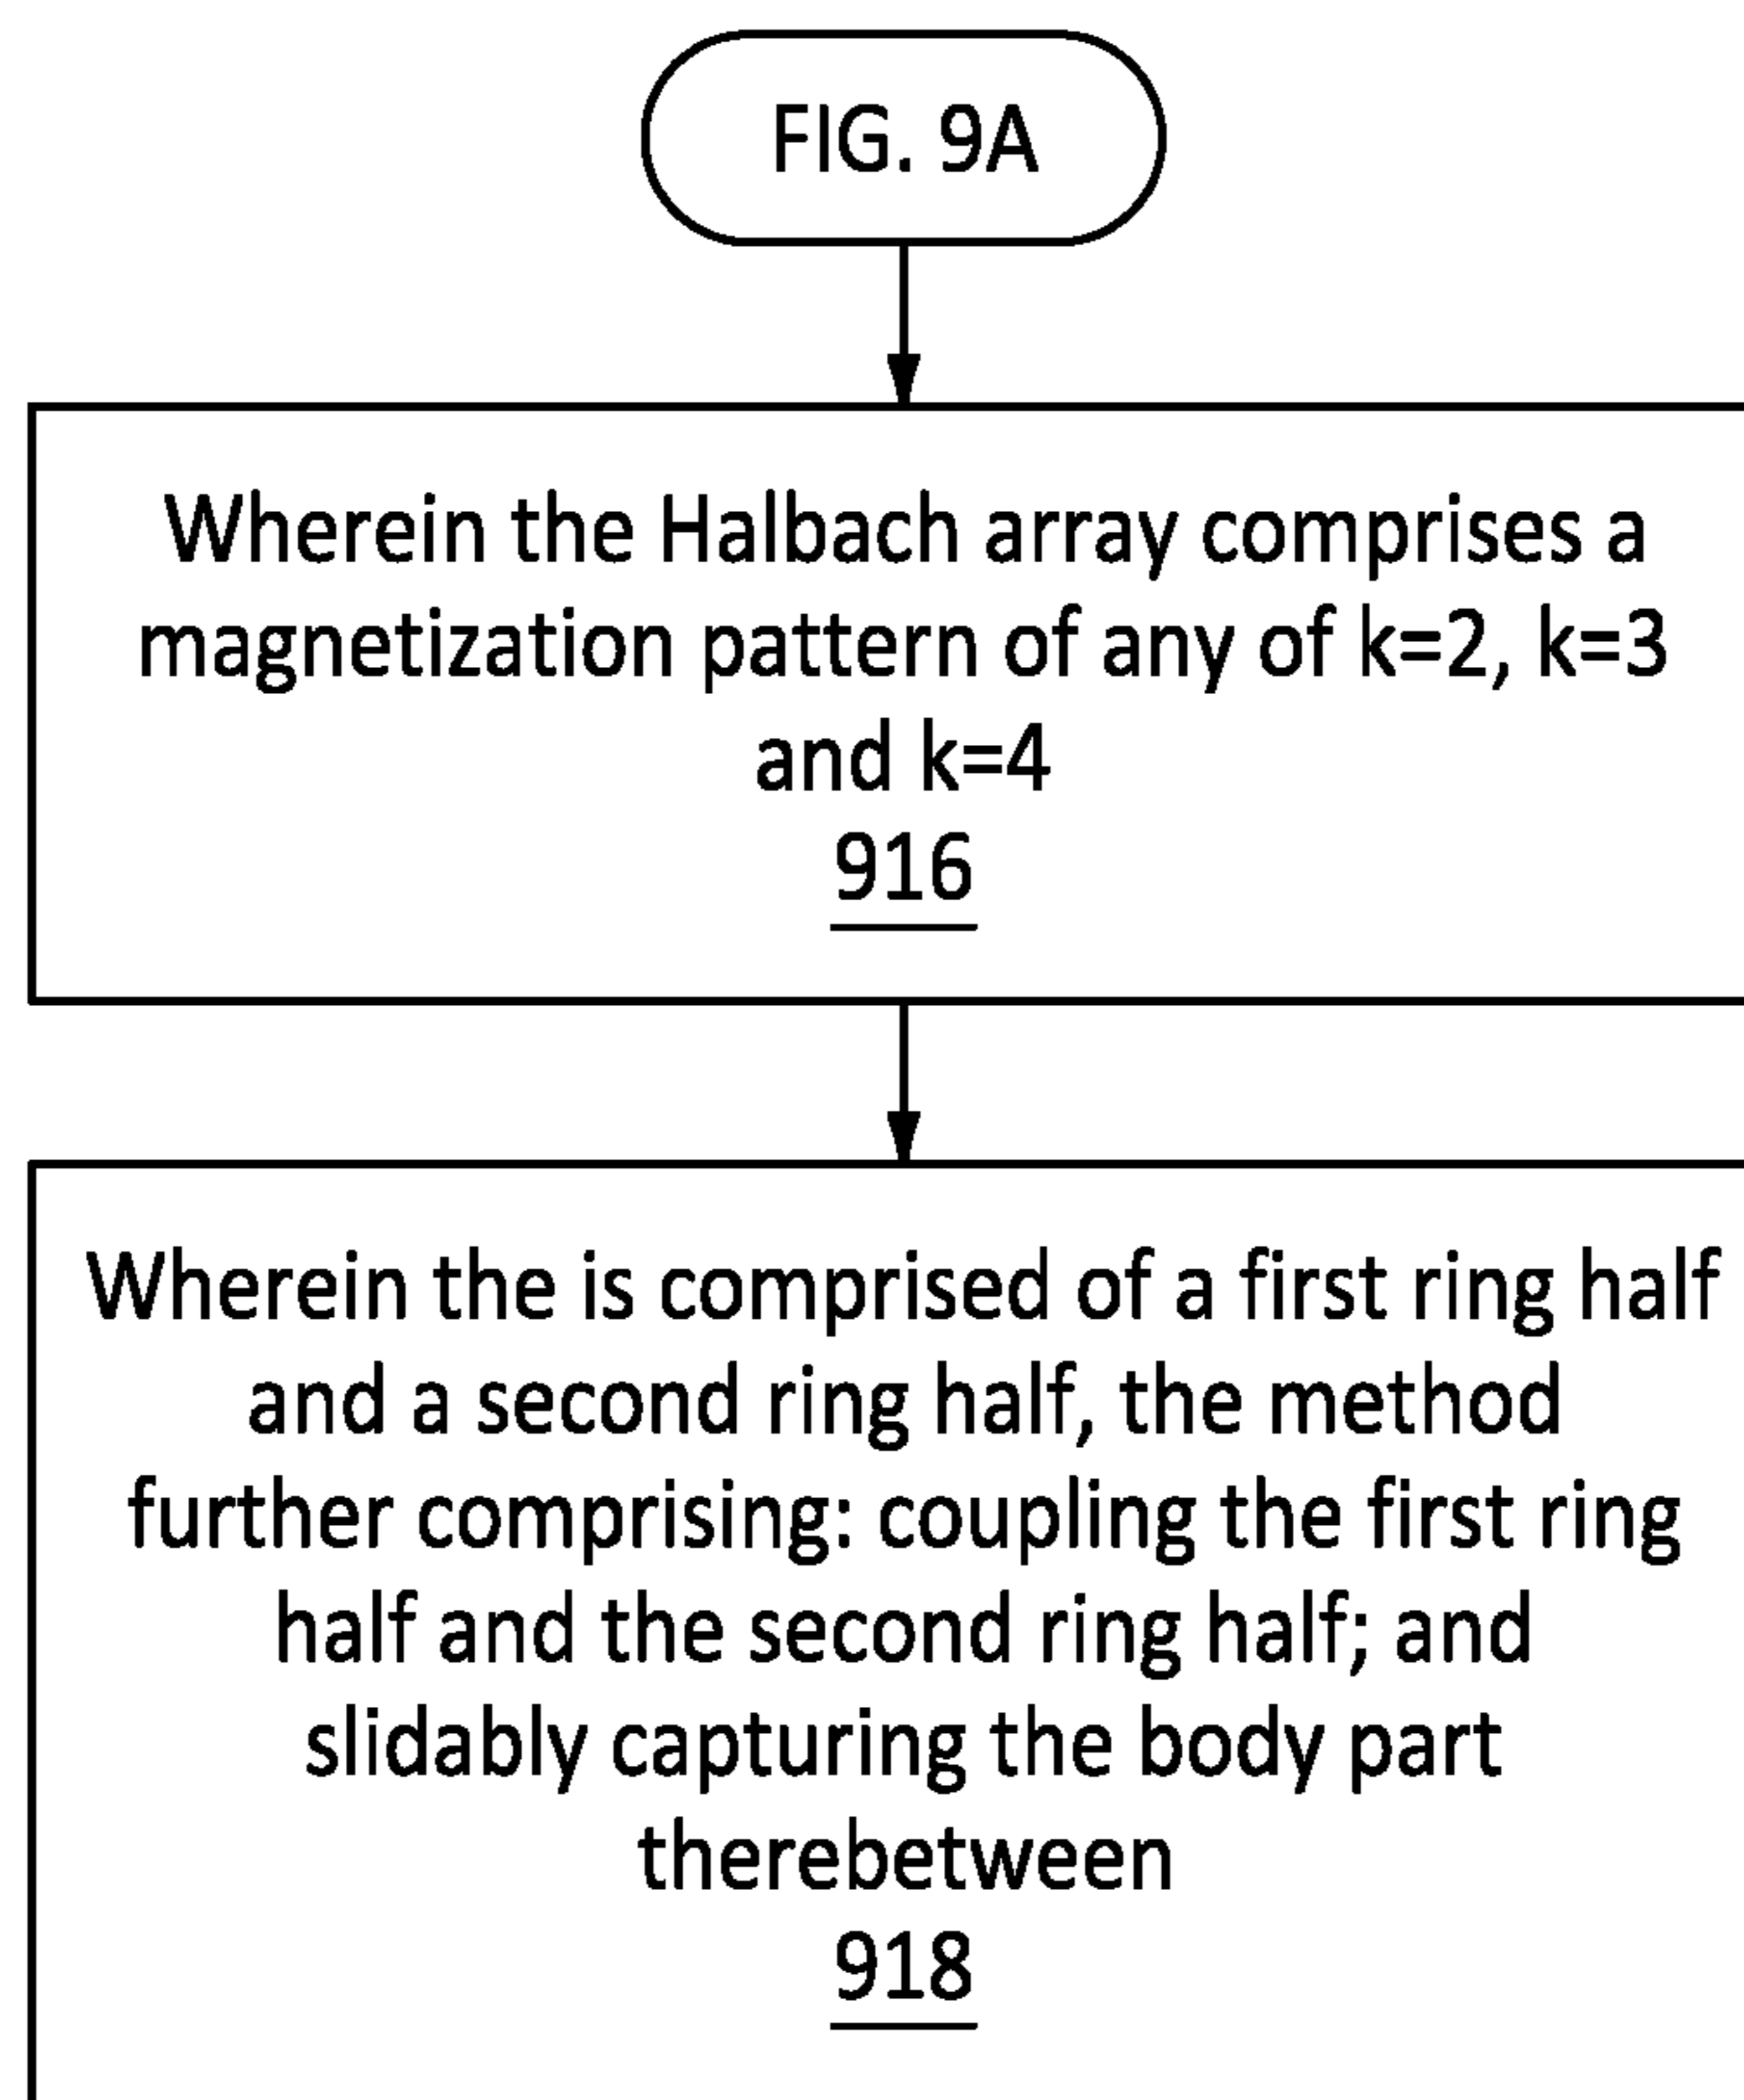 FIG. 9A
Wherein the Halbach array comprises a
magnetization pattern of any of k=2, k=3
and k=4
916
Wherein the is comprised of a first ring half
and a second ring half, the method
further comprising: coupling the first ring
half and the second ring half; and
slidably capturing the body part
therebetween
918